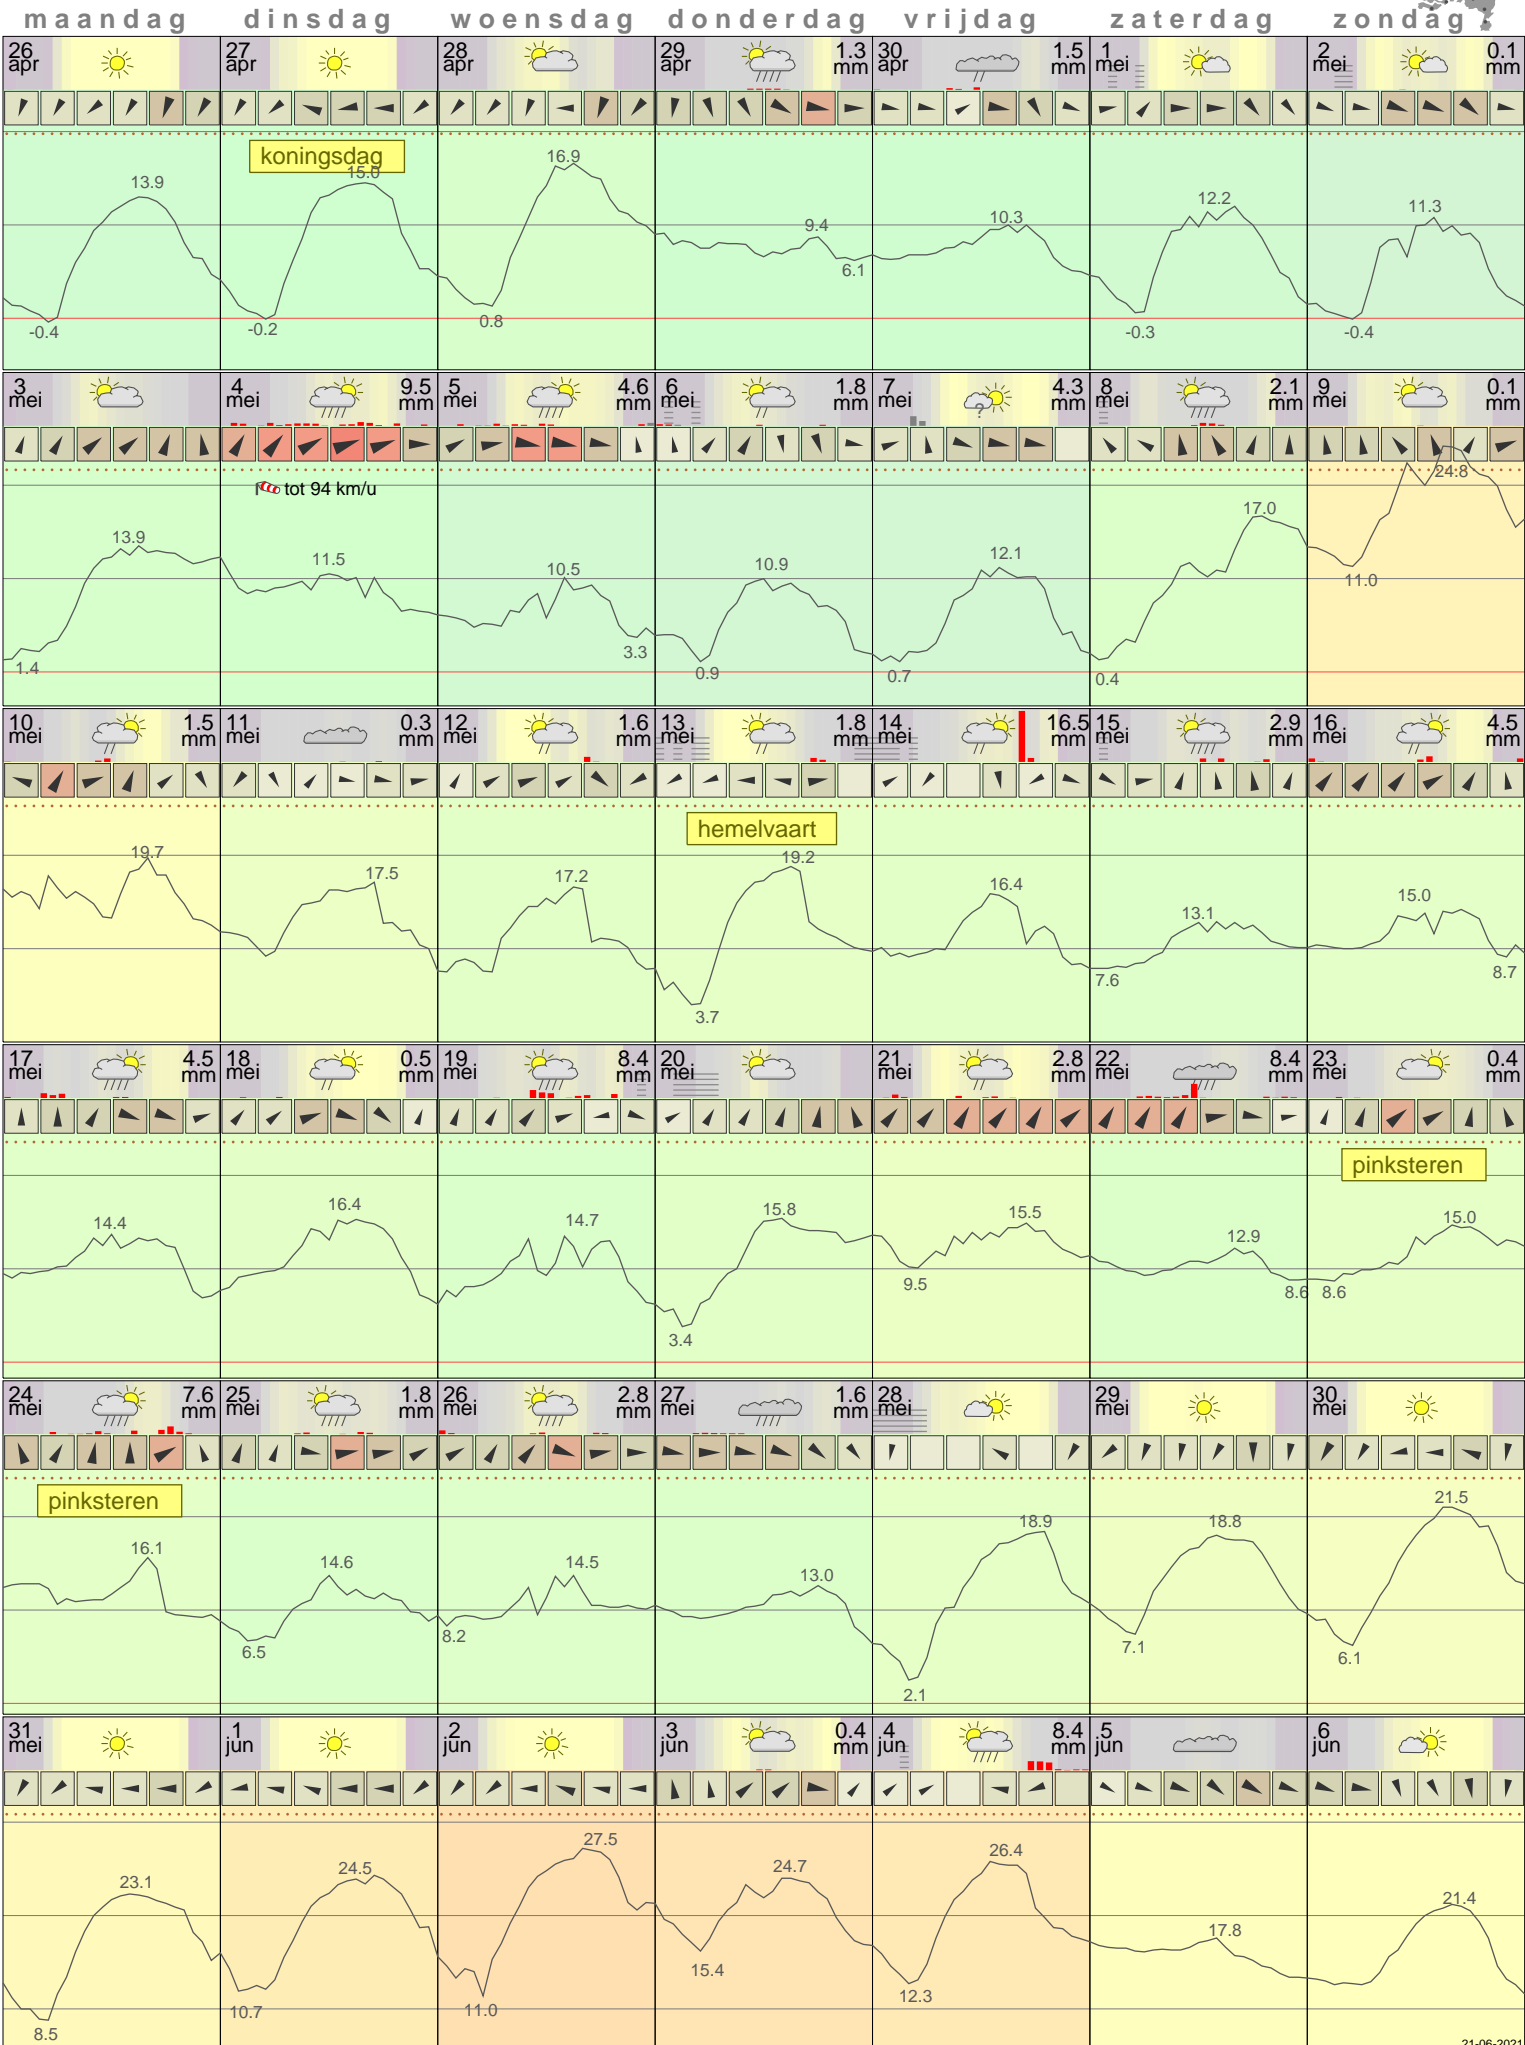 maandag dinsdag woensdag donderdag vrijdag zaterdag zondag
26 27 28 29 1.3 30 1.5 1 2 0.1
apr apr apr apr mm apr mm mei mei mm
koningsdag
13.9 15.0 16.9 9.4 10.3 12.2 11.3
-0.4 -0.2 0.8 6.1 -0.3 -0.4
3 4 9.5 5 4.6 6 1.8 7 4.3 8 2.1 9 0.1
mei mei mm mei mm mei mm mei ? mm mei mm mei mm
tot 94 km/u
13.9 11.5 10.5 10.9 12.1 17.0 24.8
1.4 3.3 0.9 0.7 0.4 11.0
10 1.5 11 0.3 12 1.6 13 1.8 14 16.5 15 2.9 16 4.5
mei mm mei mm mei mm mei mm mei mm mei mm mei mm
hemelvaart
19.7 17.5 17.2 19.2 16.4 13.1 15.0
3.7 7.6 8.7
17 4.5 18 0.5 19 8.4 20 21 2.8 22 8.4 23 0.4
mei mm mei mm mei mm mei mei mm mei mm mei mm
pinksteren
14.4 16.4 14.7 15.8 15.5 12.9 15.0
3.4 9.5 8.6 8.6
24 7.6 25 1.8 26 2.8 27 1.6 28 29 30
mei mm mei mm mei mm mei mm mei mei mei
pinksteren
16.1 14.6 14.5 13.0 18.9 18.8 21.5
6.5 8.2 2.1 7.1 6.1
31 1 2 3 0.4 4 8.4 5 6
mei jun jun jun mm jun mm jun jun
23.1 24.5 27.5 24.7 26.4 17.8 21.4
8.5 10.7 11.0 15.4 12.3
21-06-2021